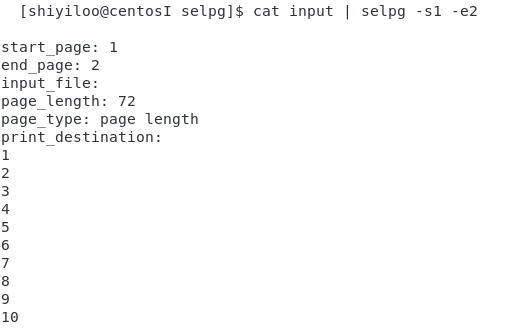 [shiyiloo@centosI selpg]$ cat input | selpg -s1 -e2
start_page: 1
end_page: 2
input_file:
page_length: 72
page_type: page length
print_destination:
1
2
3
4
5
6
7
8
9
10